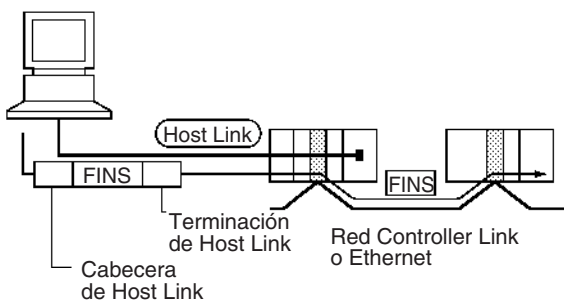 Host Link
FINS
FINS
Terminación
de Host Link
Red Controller Link
o Ethernet
Cabecera
de Host Link